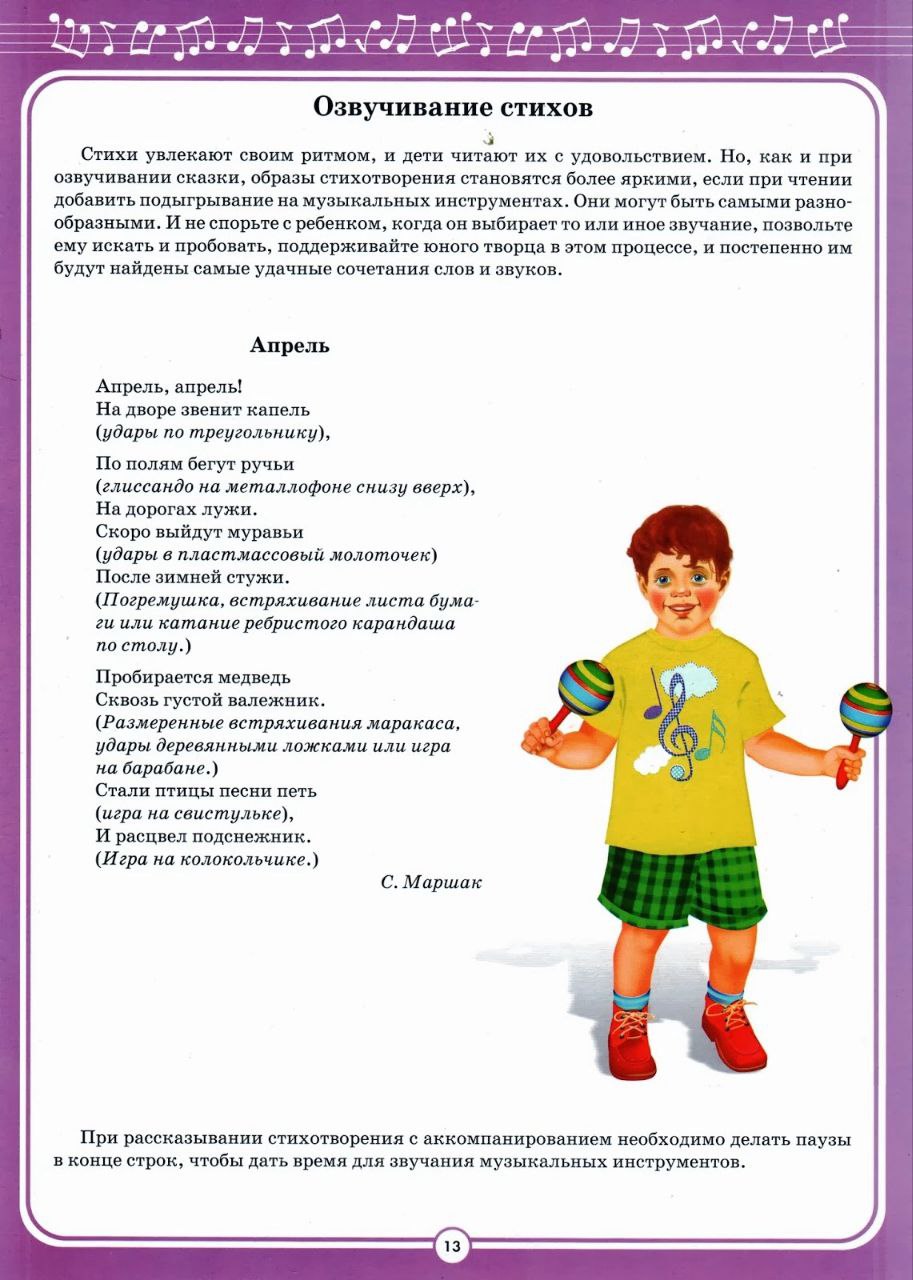 Озвучивание стихов
Стихи увлекают своим ритмом, и дети читают их с удовольствием. Но, как и при
озвучивании сказки, образы стихотворения становятся более яркими, если при чтении
добавить подыгрывание на музыкальных инструментах. Они могут быть самыми разно-
образными. И не спорьте с ребенком, когда он выбирает то или иное звучание, позвольте
ему искать и пробовать, поддерживайте юного творца в этом процессе, и постепенно им
будут найдены самые удачные сочетания слов и звуков.
Апрель
Апрель, апрель!
На дворе звенит капель
(удары по треугольнику),
По полям бегут ручьи
(глиссандо на металлофоне снизу вверх),
На дорогах лужи.
Скоро выйдут муравьи
(удары в пластмассовый молоточек)
После зимней стужи.
(Погремушка, встряхивание листа бума-
ги или катание ребристого карандаша
по столу.)
Пробирается медведь
Сквозь густой валежник.
(Размеренные встряхивания маракаса,
удары деревянными ложками или игра
на барабане.)
Стали птицы песни петь
(игра на свистульке),
И расцвел подснежник.
(Игра на колокольчике.)
С. Маршак
При рассказывании стихотворения с аккомпанированием необходимо делать паузы
в конце строк, чтобы дать время для звучания музыкальных инструментов.
13